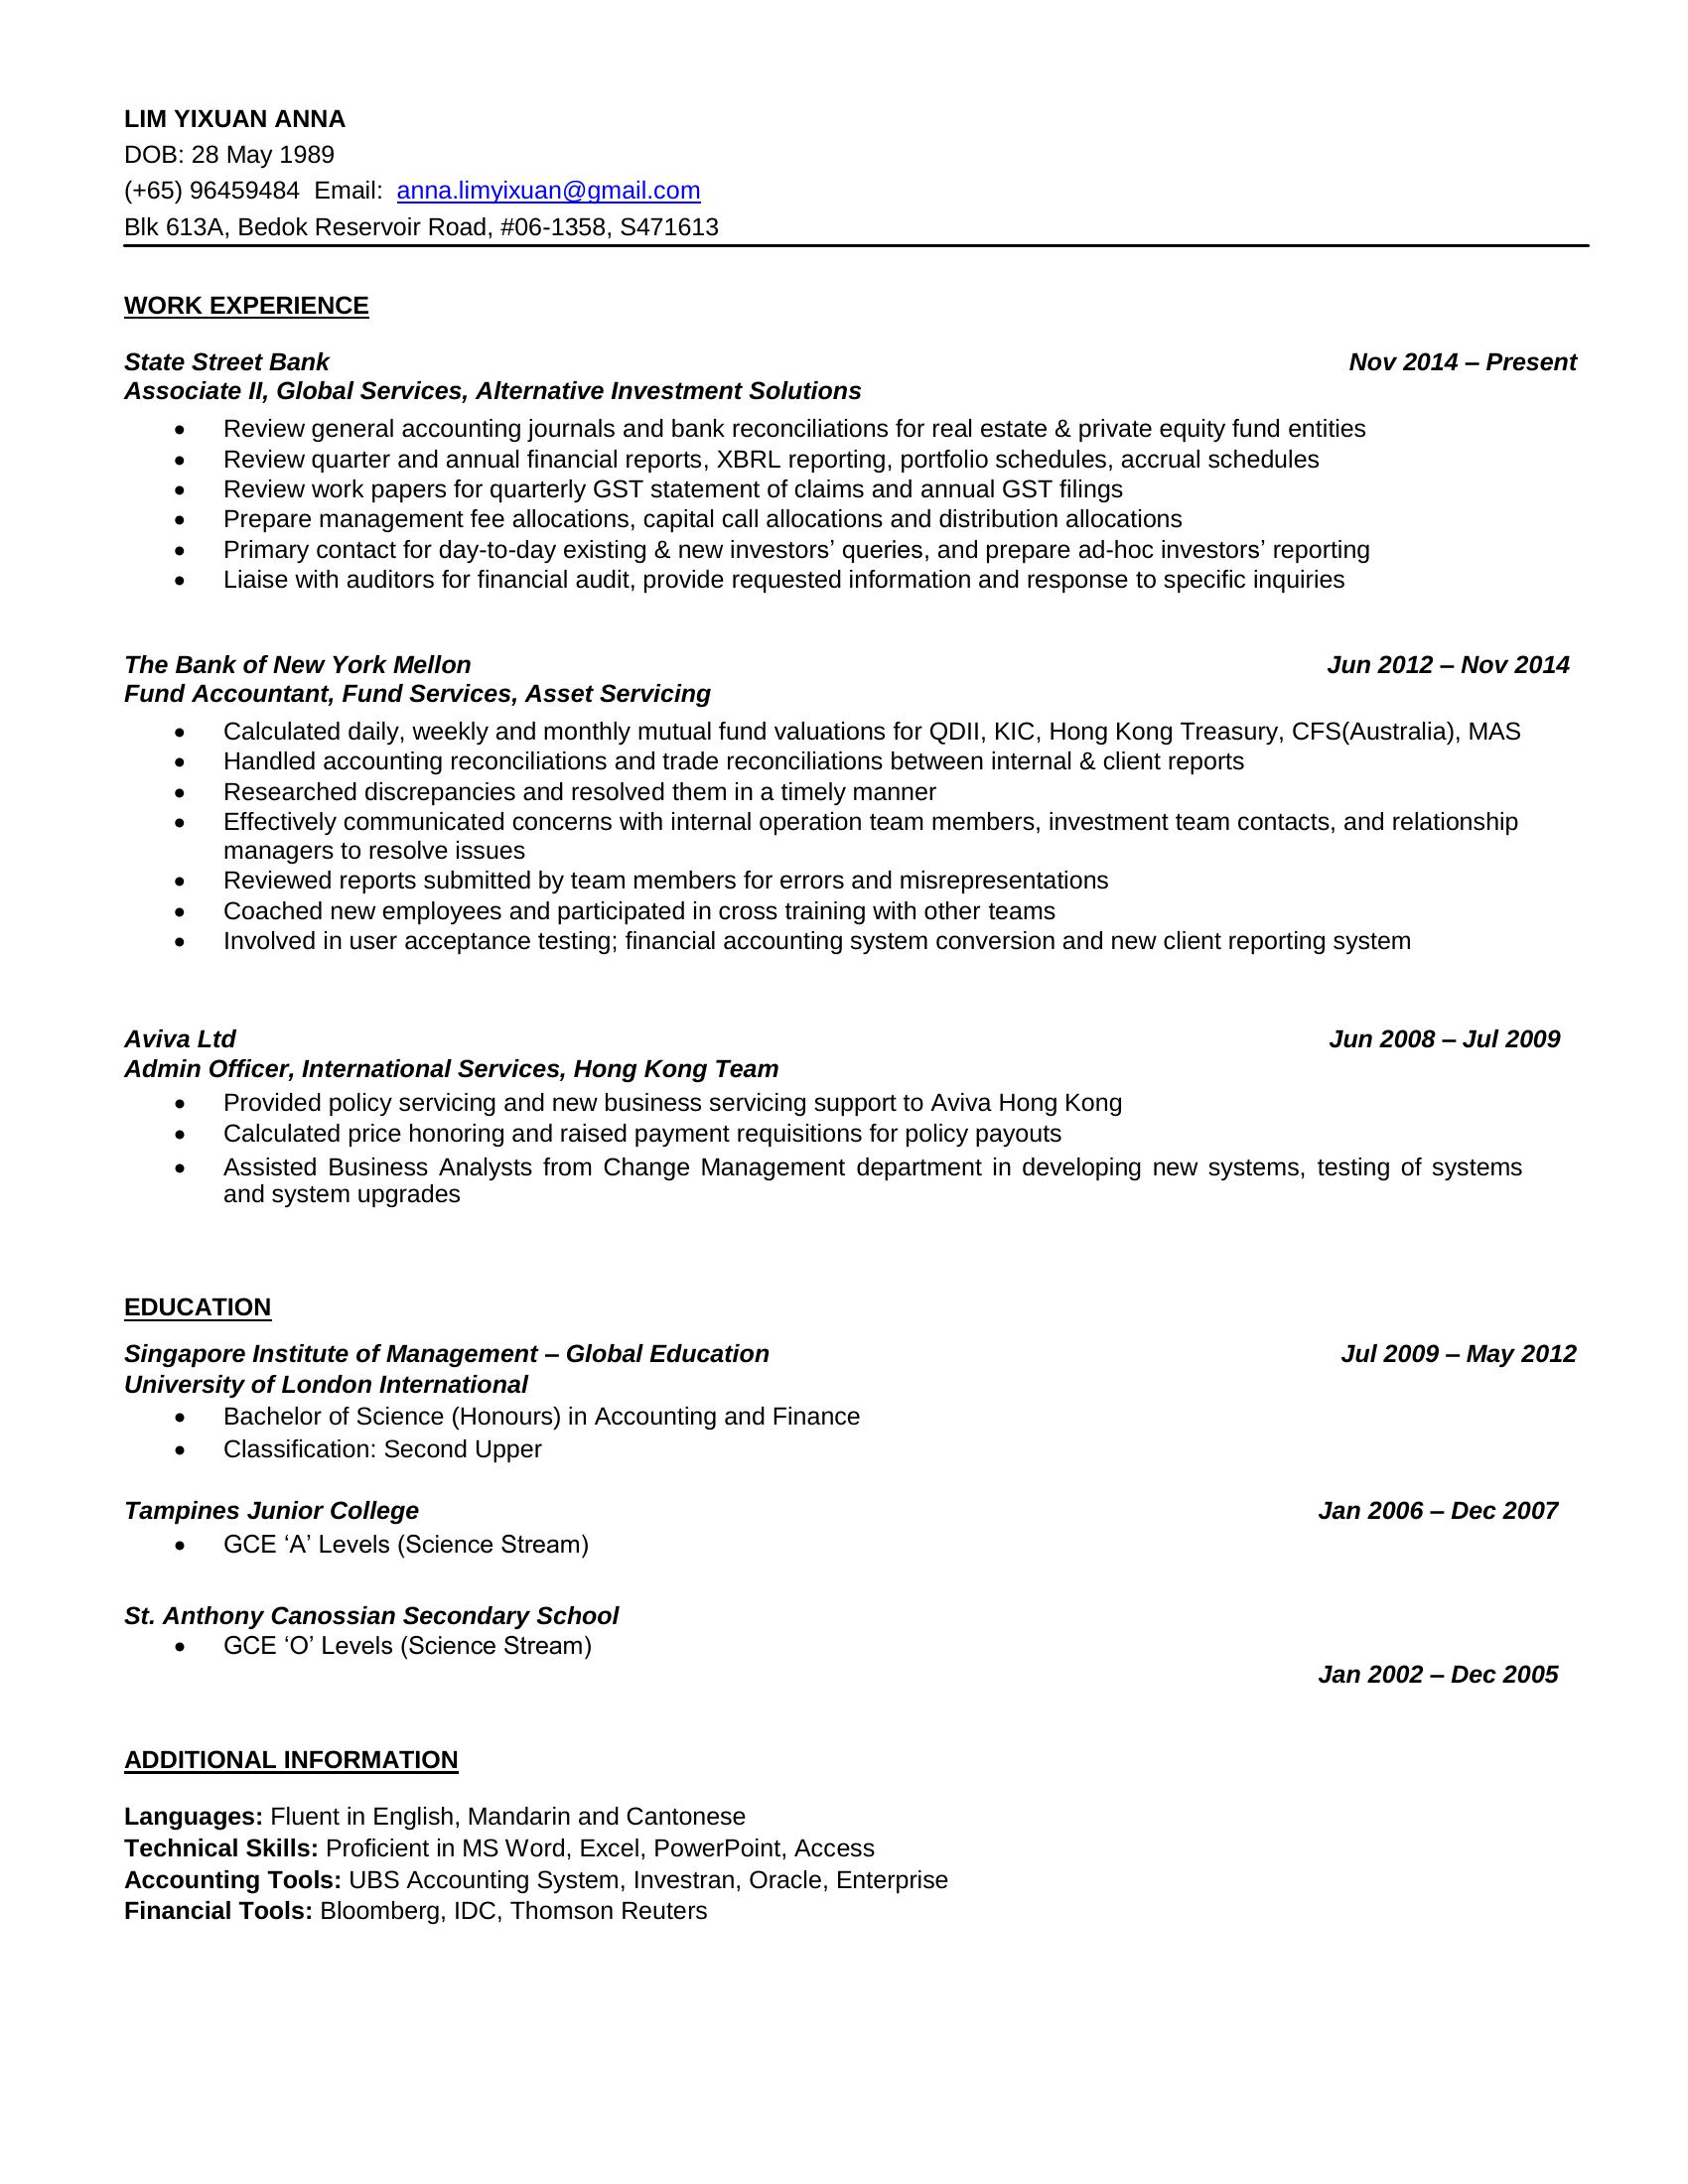 LIM YIXUAN ANNA
DOB: 28 May 1989
(+65) 96459484  Email:  anna.limyixuan@gmail.com
Blk 613A, Bedok Reservoir Road, #06-1358, S471613
WORK EXPERIENCE
State Street Bank Nov 2014 – Present
Associate II, Global Services, Alternative Investment Solutions
• Review general accounting journals and bank reconciliations for real estate & private equity fund entities
• Review quarter and annual financial reports, XBRL reporting, portfolio schedules, accrual schedules
• Review work papers for quarterly GST statement of claims and annual GST filings
• Prepare management fee allocations, capital call allocations and distribution allocations
• Primary contact for day-to-day existing & new investors’ queries, and prepare ad-hoc investors’ reporting
• Liaise with auditors for financial audit, provide requested information and response to specific inquiries
The Bank of New York Mellon Jun 2012 – Nov 2014
Fund Accountant, Fund Services, Asset Servicing
• Calculated daily, weekly and monthly mutual fund valuations for QDII, KIC, Hong Kong Treasury, CFS(Australia), MAS
• Handled accounting reconciliations and trade reconciliations between internal & client reports
• Researched discrepancies and resolved them in a timely manner
• Effectively communicated concerns with internal operation team members, investment team contacts, and relationship
managers to resolve issues
• Reviewed reports submitted by team members for errors and misrepresentations
• Coached new employees and participated in cross training with other teams
• Involved in user acceptance testing; financial accounting system conversion and new client reporting system
Aviva Ltd Jun 2008 – Jul 2009
Admin Officer, International Services, Hong Kong Team
• Provided policy servicing and new business servicing support to Aviva Hong Kong
• Calculated price honoring and raised payment requisitions for policy payouts
• Assisted Business Analysts from Change Management department in developing new systems, testing of systems
and system upgrades
EDUCATION
Singapore Institute of Management – Global Education Jul 2009 – May 2012
University of London International
• Bachelor of Science (Honours) in Accounting and Finance
• Classification: Second Upper
Tampines Junior College Jan 2006 – Dec 2007
• GCE ‘A’ Levels (Science Stream)
St. Anthony Canossian Secondary School
• GCE ‘O’ Levels (Science Stream)
Jan 2002 – Dec 2005
ADDITIONAL INFORMATION
Languages: Fluent in English, Mandarin and Cantonese
Technical Skills: Proficient in MS Word, Excel, PowerPoint, Access
Accounting Tools: UBS Accounting System, Investran, Oracle, Enterprise
Financial Tools: Bloomberg, IDC, Thomson Reuters